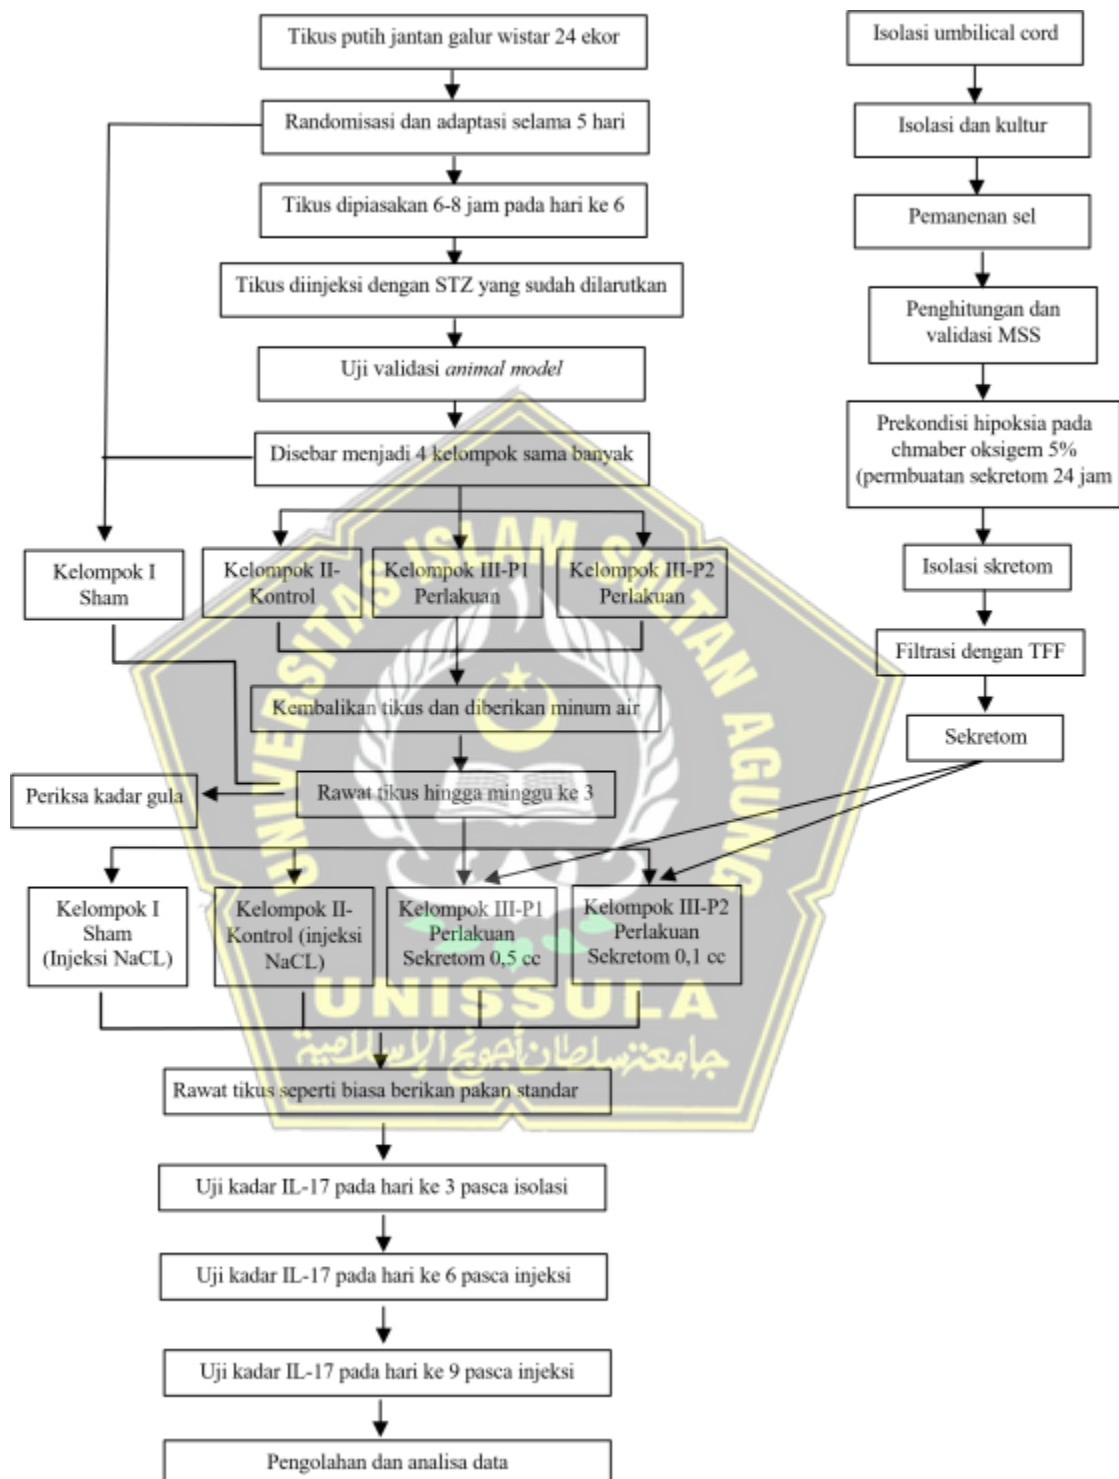 Tikus putih jantan galur wistar 24 ekor
Randomisasi dan adaptasi selama 5 hari
Tikus dipiasakan 6-8 jam pada hari ke 6
Tikus diinjeksi dengan STZ yang sudah dilarutkan
Uji validasi animal model
Disebar menjadi 4 kelompok sama banyak
Kelompok I
Sham
Kelompok II-
Kontrol
Kelompok III-P1
Perlakuan
Kelompok III-P2
Perlakuan
Kembalikan tikus dan diberikan minum air
Periksa kadar gula
Rawat tikus hingga minggu ke 3
Kelompok I
Sham
(Injeksi NaCL)
Kelompok II-
Kontrol (injeksi
NaCL)
Kelompok III-P1
Perlakuan
Sekretom 0,5 cc
Kelompok III-P2
Perlakuan
Sekretom 0,1 cc
Rawat tikus seperti biasa berikan pakan standar
Uji kadar IL-17 pada hari ke 3 pasca isolasi
Uji kadar IL-17 pada hari ke 6 pasca injeksi
Uji kadar IL-17 pada hari ke 9 pasca injeksi
Pengolahan dan analisa data
Isolasi umbilical cord
Isolasi dan kultur
Pemanenan sel
Penghitungan dan
validasi MSS
Prekondisi hipoksia pada
chmaber oksigem 5%
(permbuatan sekretom 24 jam
Isolasi skretom
Filtrasi dengan TFF
Sekretom
UNIVERSITAS ISLAM SULTAN AGUNG
UNISSULA
جامعة سلطان أجونج الإسلامية